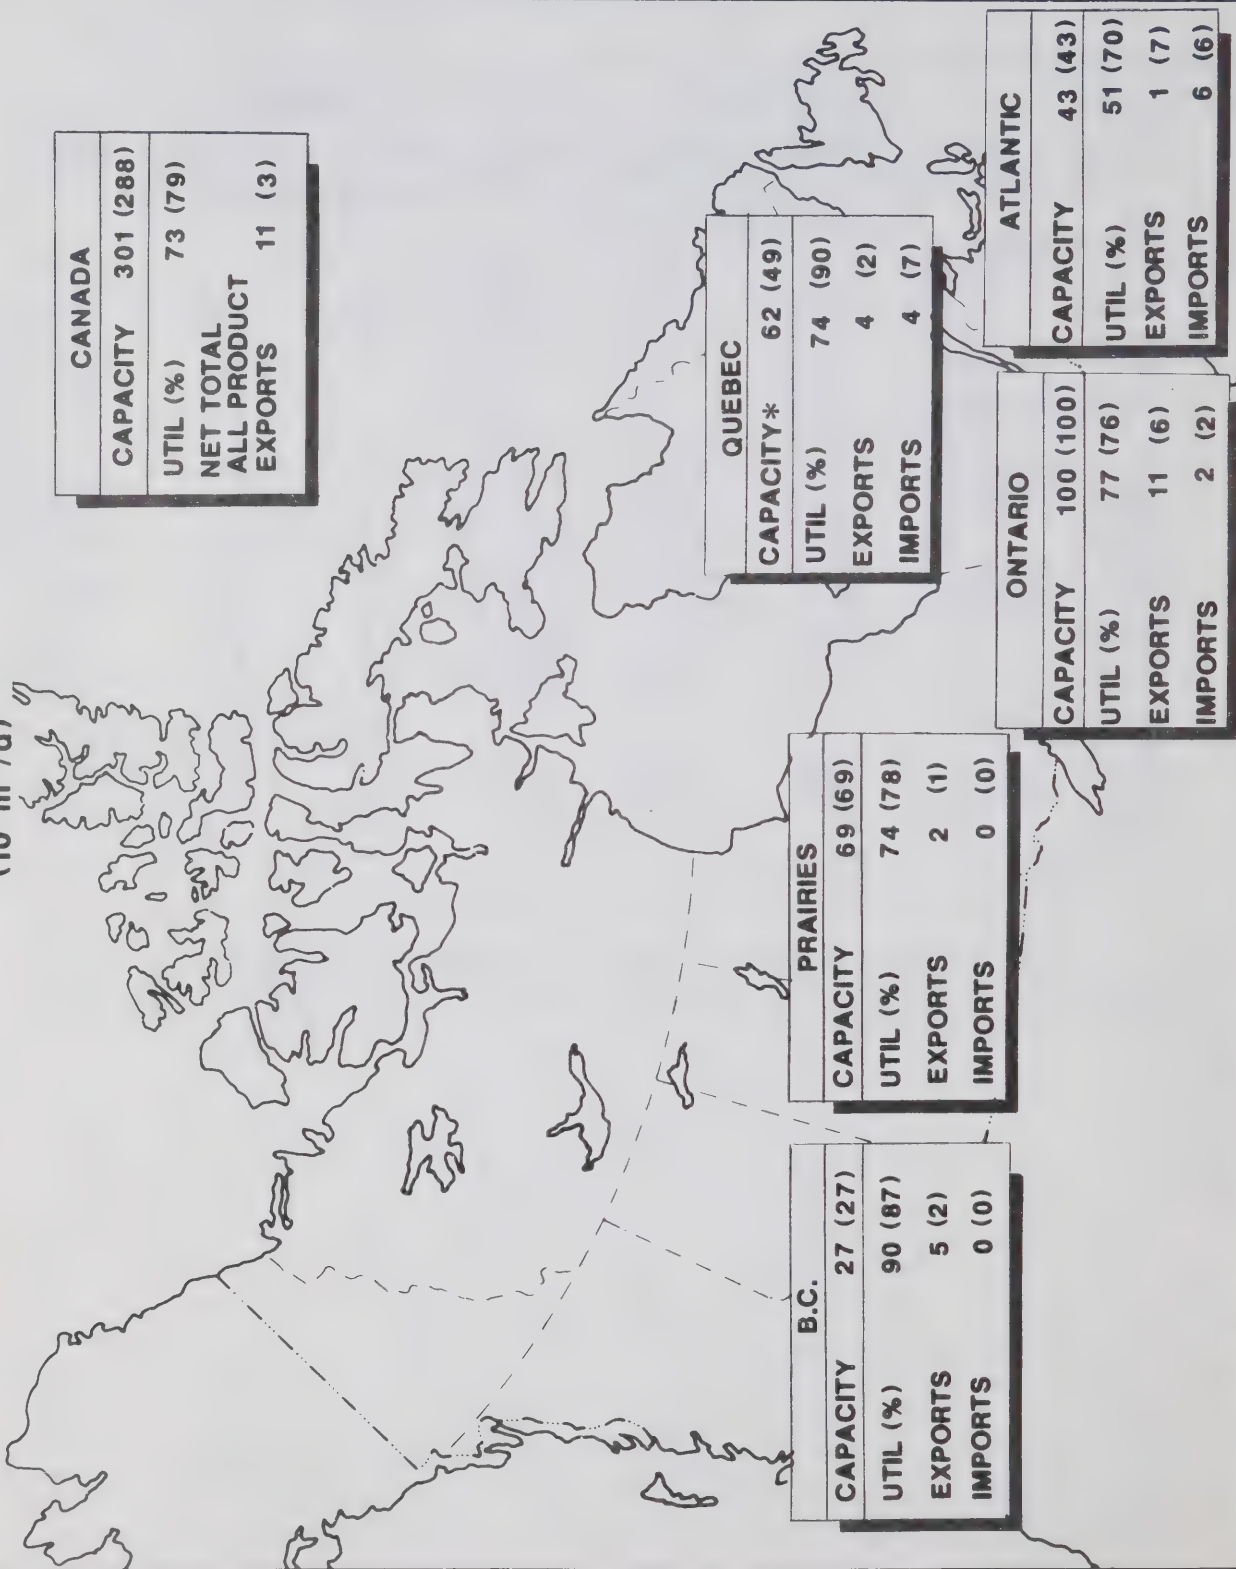 CANADA
CAPACITY 301 (288)
UTIL (%) 73 (79)
NET TOTAL
ALL PRODUCT
EXPORTS 11 (3)
QUEBEC
CAPACITY* 62 (49)
UTIL (%) 74 (90)
EXPORTS 4 (2)
IMPORTS 4 (7)
B.C.
CAPACITY 27 (27)
UTIL (%) 90 (87)
EXPORTS 5 (2)
IMPORTS 0 (0)
PRAIRIES
CAPACITY 69 (69)
UTIL (%) 74 (78)
EXPORTS 2 (1)
IMPORTS 0 (0)
ONTARIO
CAPACITY 100 (100)
UTIL (%) 77 (76)
EXPORTS 11 (6)
IMPORTS 2 (2)
ATLANTIC
CAPACITY 43 (43)
UTIL (%) 51 (70)
EXPORTS 1 (7)
IMPORTS 6 (6)